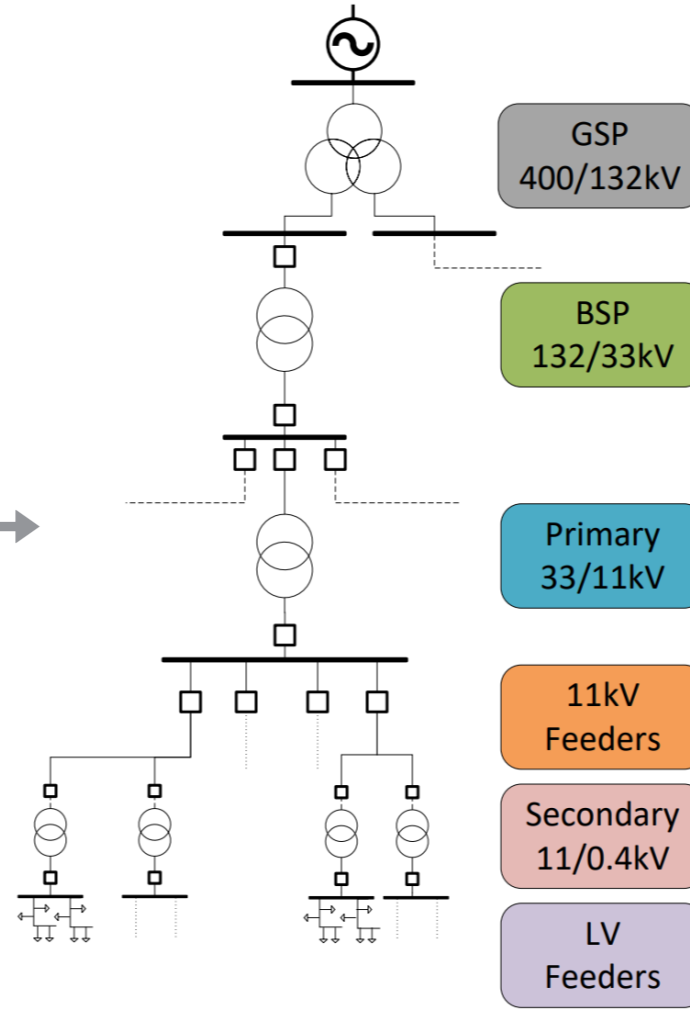 GSP
400/132kV
BSP
132/33kV
Primary
33/11kV
11kV
Feeders
Secondary
11/0.4kV
LV
Feeders